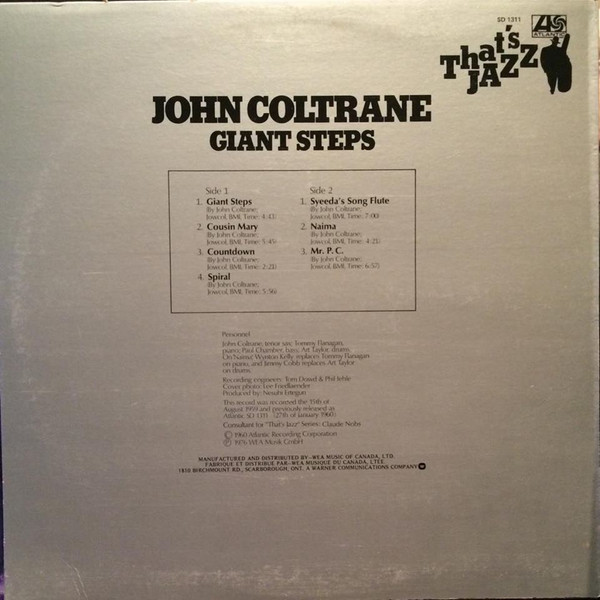 SD 1311
ATLANTIC
That's
JAZZ
JOHN COLTRANE
GIANT STEPS
Side 1
1. Giant Steps
(By John Coltrane;
Jowcol, BMI. Time: 4:43)
2. Cousin Mary
(By John Coltrane;
Jowcol, BMI. Time: 5:45)
3. Countdown
(By John Coltrane;
Jowcol, BMI. Time: 2:21)
4. Spiral
(By John Coltrane;
Jowcol, BMI. Time: 5:56)
Side 2
1. Syeeda's Song Flute
(By John Coltrane;
Jowcol, BMI. Time: 7:00)
2. Naima
(By John Coltrane;
Jowcol, BMI. Time: 4:21)
3. Mr. P. C.
(By John Coltrane;
Jowcol, BMI. Time: 6:57)
Personnel
John Coltrane, tenor sax; Tommy Flanagan,
piano; Paul Chamber, bass; Art Taylor, drums.
On Naima: Wynton Kelly replaces Tommy Flanagan
on piano, and Jimmy Cobb replaces Art Taylor
on drums.
Recording engineers: Tom Dowd & Phil Iehle
Cover photo: Lee Friedlaender
Produced by: Nesuhi Ertegun
This record was recorded the 15th of
August 1959 and previously released as
Atlantic SD 1311 (27th of January 1960)
Consultant for "That's Jazz" Series: Claude Nobs
© 1960 Atlantic Recording Corporation
Ⓟ 1976 WEA Musik GmbH
MANUFACTURED AND DISTRIBUTED BY-WEA MUSIC OF CANADA, LTD.
FABRIQUE ET DISTRIBUE PAR-WEA MUSIQUE DU CANADA, LTEE.
1810 BIRCHMOUNT RD., SCARBOROUGH, ONT. A WARNER COMMUNICATIONS COMPANY